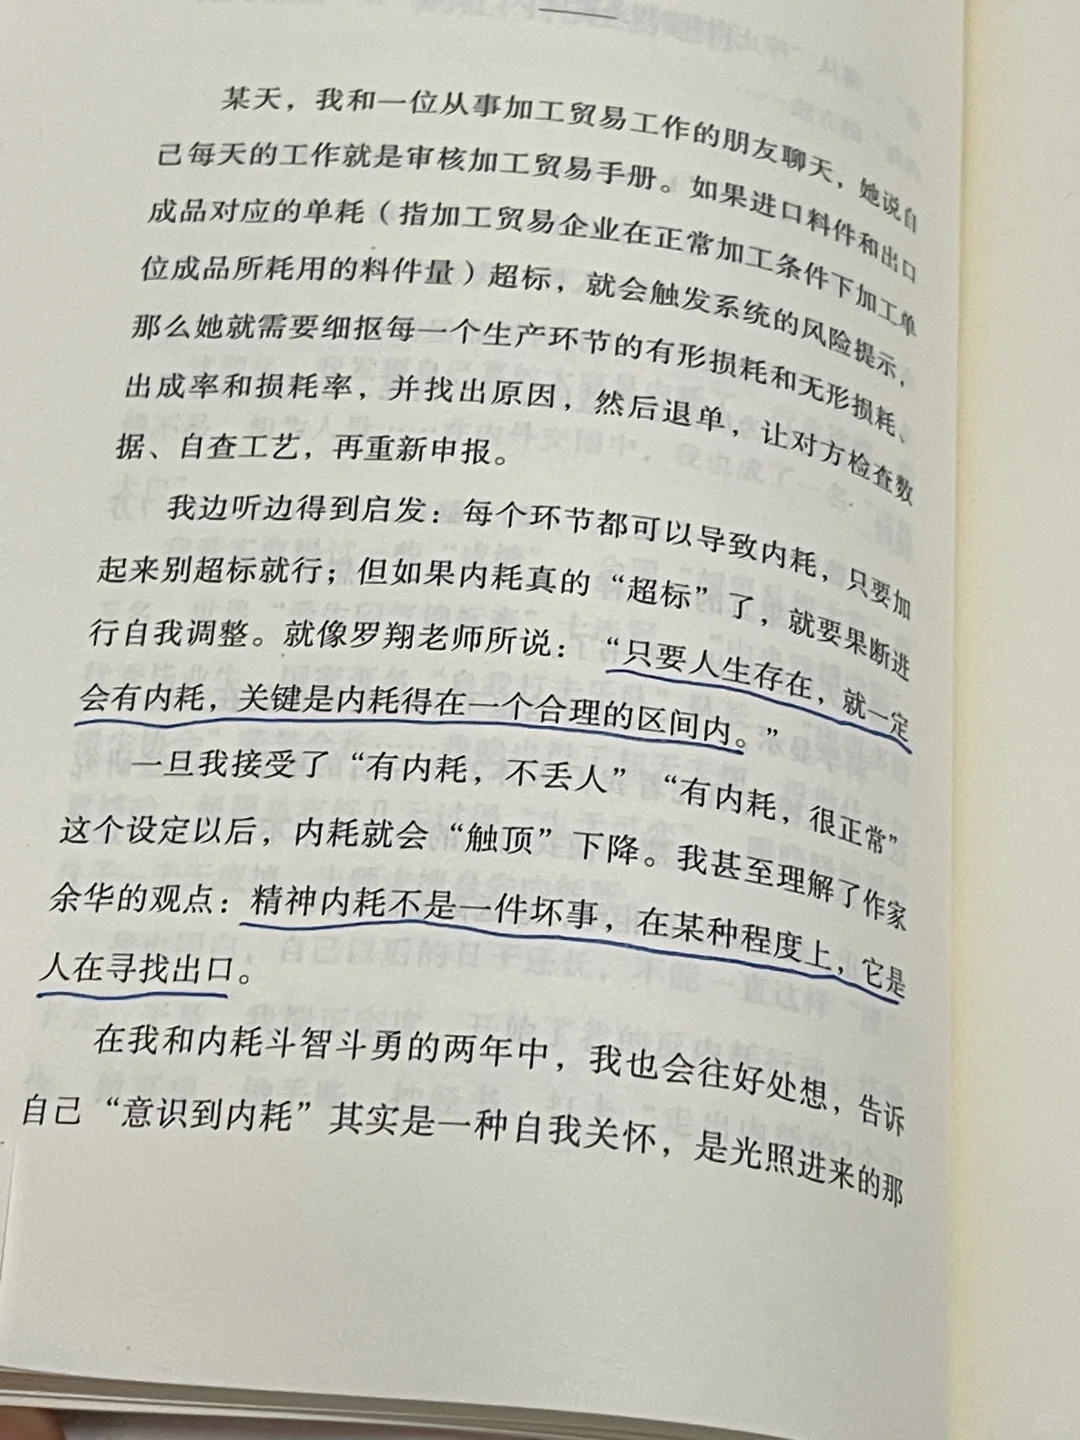 某天，我和一位从事加工贸易工作的朋友聊天，她说自
己每天的工作就是审核加工贸易手册。如果进口料件和出口
成品对应的单耗（指加工贸易企业在正常加工条件下加工单
位成品所耗用的料件量）超标，就会触发系统的风险提示，
那么她就需要细抠每一个生产环节的有形损耗和无形损耗、
出成率和损耗率，并找出原因，然后退单，让对方检查数
据、自查工艺，再重新申报。
我边听边得到启发：每个环节都可以导致内耗，只要加
起来别超标就行；但如果内耗真的“超标”了，就要果断进
行自我调整。就像罗翔老师所说：“只要人生存在，就一定
会有内耗，关键是内耗得在一个合理的区间内。”
一旦我接受了“有内耗，不丢人”“有内耗，很正常”
这个设定以后，内耗就会“触顶”下降。我甚至理解了作家
余华的观点：精神内耗不是一件坏事，在某种程度上，它是
人在寻找出口。
在我和内耗斗智斗勇的两年中，我也会往好处想，告诉
自己“意识到内耗”其实是一种自我关怀，是光照进来的那